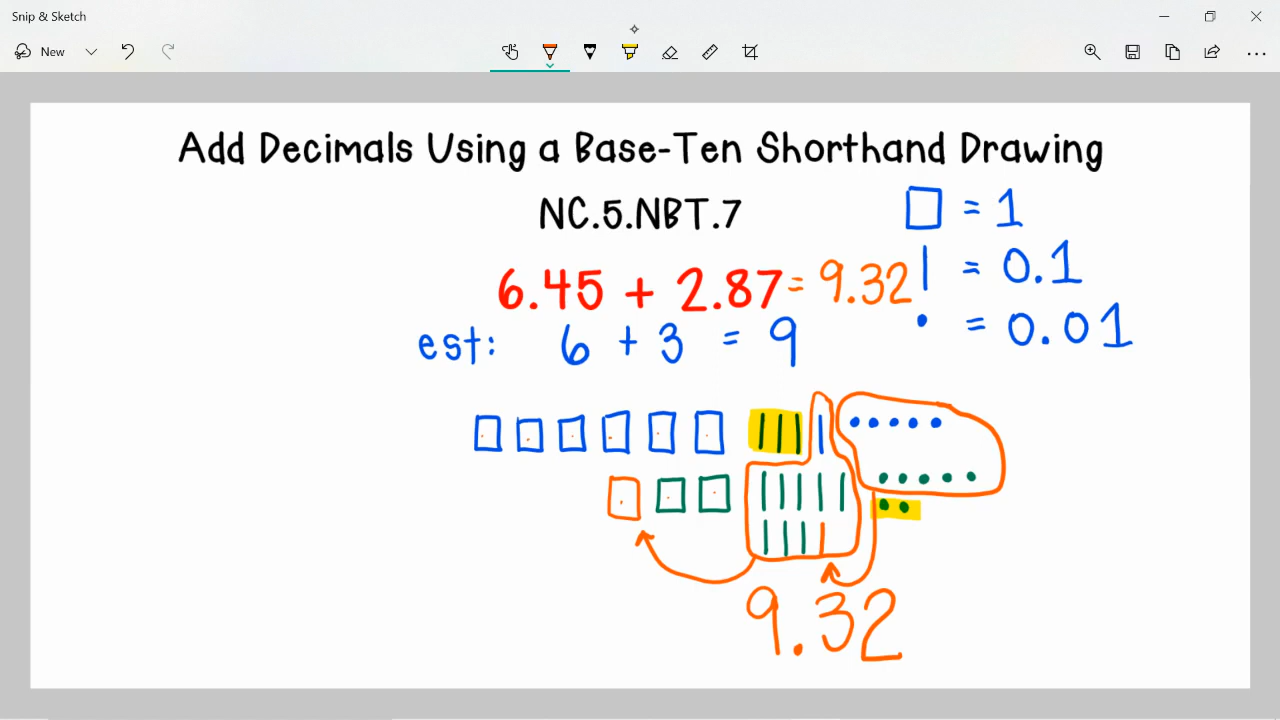 Snip & Sketch
New
Add Decimals Using a Base-Ten Shorthand Drawing
NC.5.NBT.7
□ = 1
6.45 + 2.87 = 9.32
| = 0.1
• = 0.01
est: 6 + 3 = 9
9.32